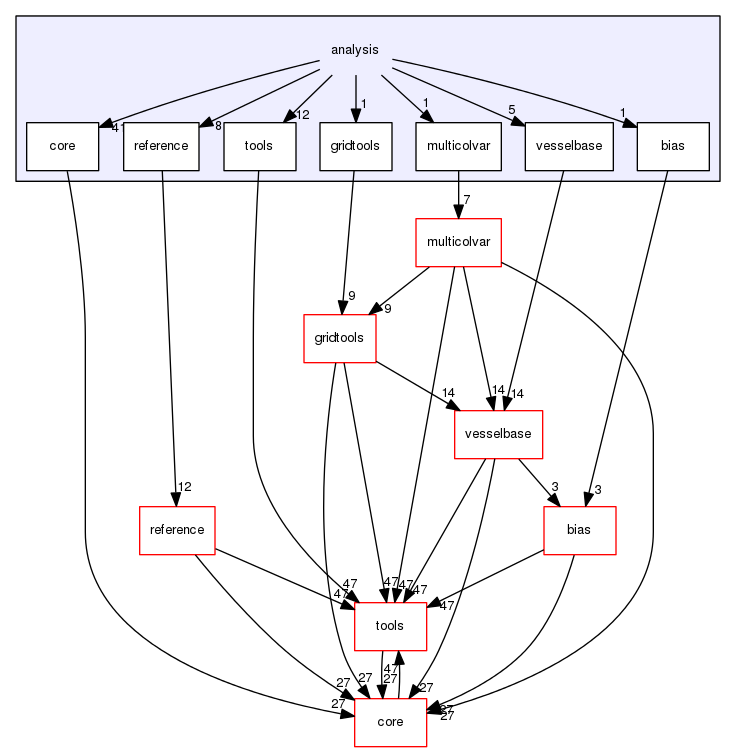 analysis
41
8
12
1
1
5
1
core
reference
tools
gridtools
multicolvar
vesselbase
bias
7
multicolvar
9
9
gridtools
14
14
14
vesselbase
12
3
3
reference
bias
47
47
47
47
47
47
tools
27
27
47
27
27
27
27
27
core